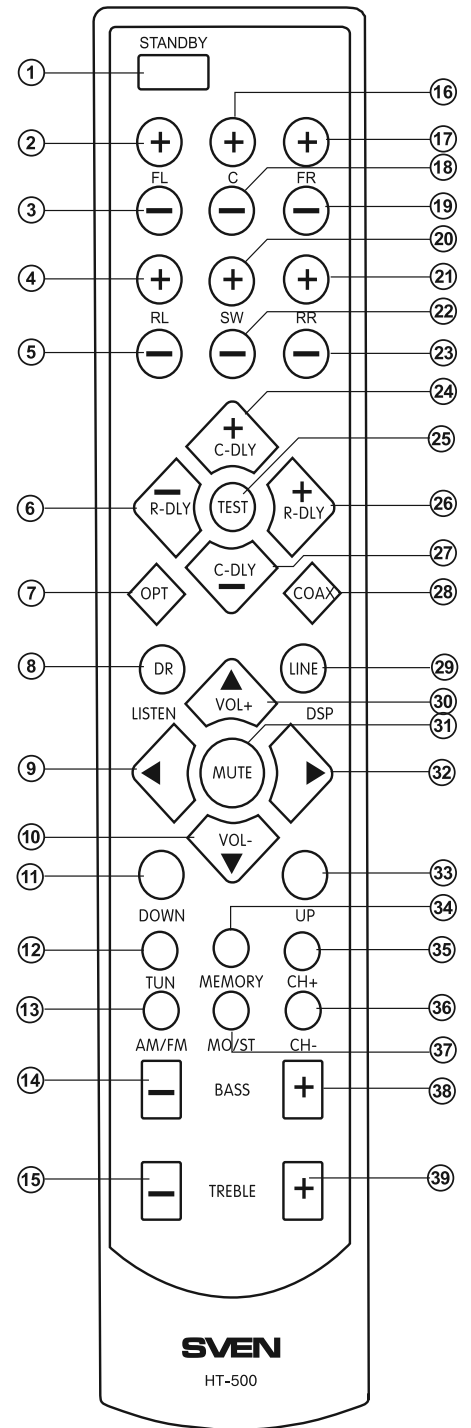 STANDBY
1
16
2
+ + +
17
FL C FR
18
3
− − −
19
20
4
+ + +
21
RL SW RR
22
5
− − −
23
24
+
C-DLY
25
6
−
R-DLY
TEST
+
R-DLY
26
27
C-DLY
−
7
OPT
COAX
28
8
DR
LINE
29
VOL+
30
LISTEN DSP
31
9
MUTE
32
10
VOL-
11
33
DOWN UP
34
12
35
TUN MEMORY CH+
13
36
AM/FM MO/ST CH-
37
14
− BASS +
38
15
− TREBLE +
39
SVEN
HT-500